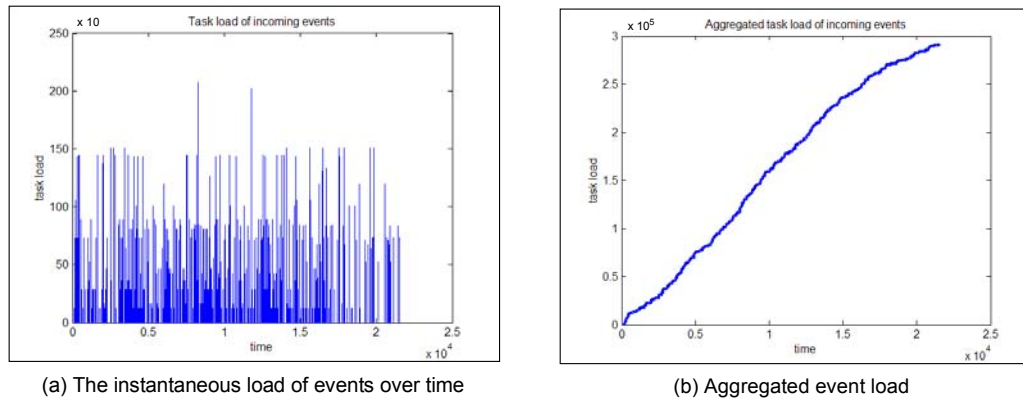 x 10
Task load of incoming events
250
200
150
100
50
0
task load
0
0.5
1
1.5
2
2.5
time
x 10^4
(a) The instantaneous load of events over time
x 10^5
Aggregated task load of incoming events
3
2.5
2
1.5
1
0.5
0
task load
0
0.5
1
1.5
2
2.5
time
x 10^4
(b) Aggregated event load